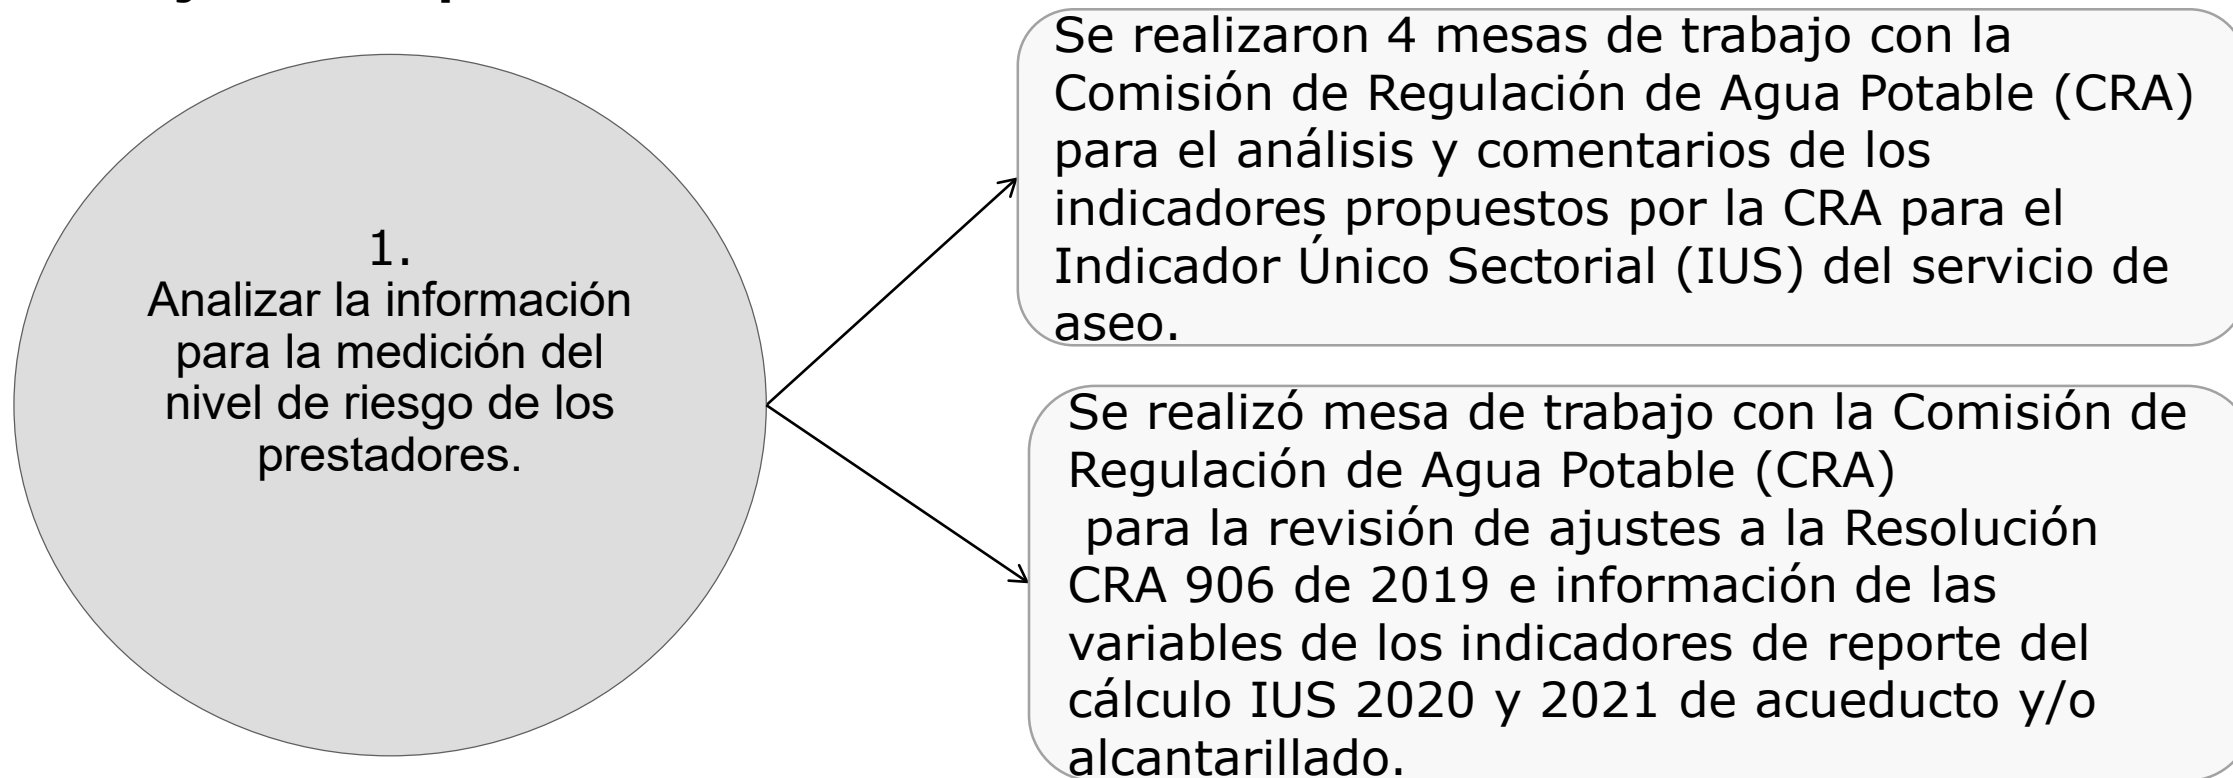 1.
Analizar la información
para la medición del
nivel de riesgo de los
prestadores.
Se realizaron 4 mesas de trabajo con la
Comisión de Regulación de Agua Potable (CRA)
para el análisis y comentarios de los
indicadores propuestos por la CRA para el
Indicador Único Sectorial (IUS) del servicio de
aseo.
Se realizó mesa de trabajo con la Comisión de
Regulación de Agua Potable (CRA)
para la revisión de ajustes a la Resolución
CRA 906 de 2019 e información de las
variables de los indicadores de reporte del
cálculo IUS 2020 y 2021 de acueducto y/o
alcantarillado.